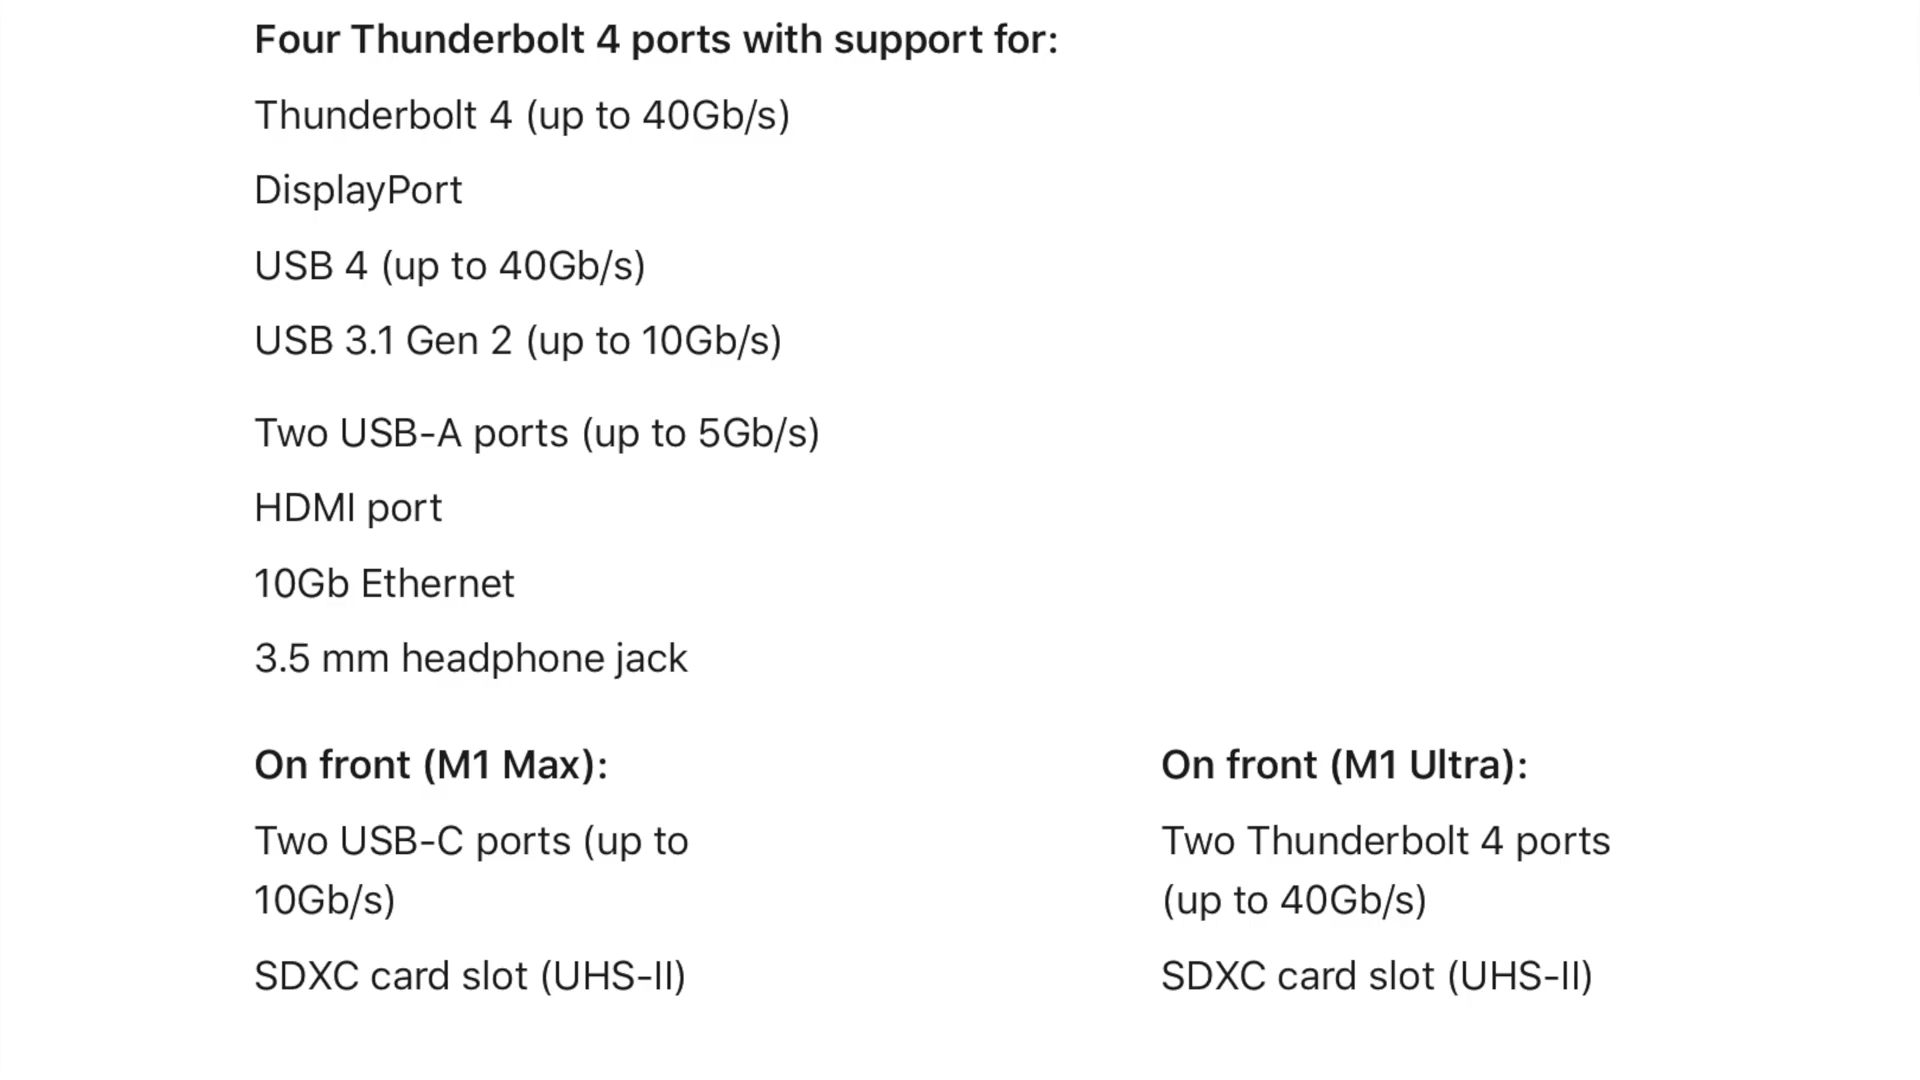 Four Thunderbolt 4 ports with support for:
Thunderbolt 4 (up to 40Gb/s)
DisplayPort
USB 4 (up to 40Gb/s)
USB 3.1 Gen 2 (up to 10Gb/s)
Two USB-A ports (up to 5Gb/s)
HDMI port
10Gb Ethernet
3.5 mm headphone jack
On front (M1 Max):
Two USB-C ports (up to
10Gb/s)
SDXC card slot (UHS-II)
On front (M1 Ultra):
Two Thunderbolt 4 ports
(up to 40Gb/s)
SDXC card slot (UHS-II)